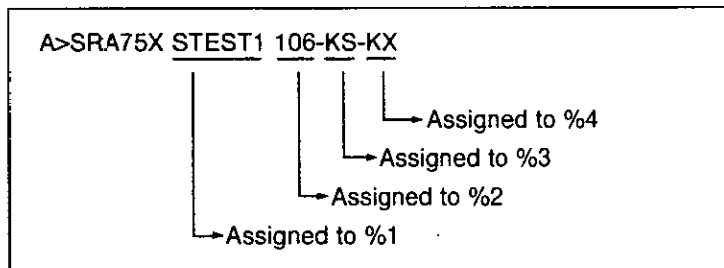 A>SRA75X STEST1 106-KS-KX
Assigned to %4
Assigned to %3
Assigned to %2
Assigned to %1